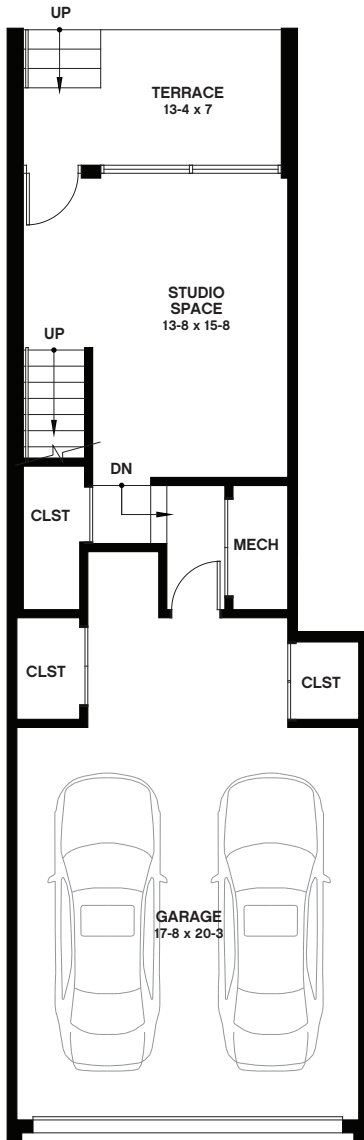 UP
TERRACE
13-4 x 7
STUDIO
SPACE
13-8 x 15-8
UP
DN
CLST
MECH
CLST
CLST
GARAGE
17-8 x 20-3